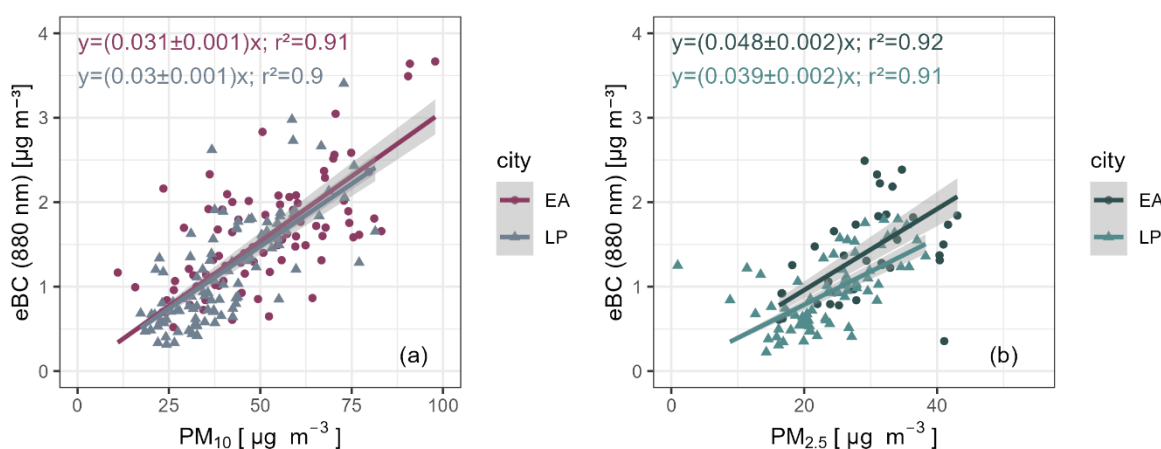 y=(0.031±0.001)x; r²=0.91
y=(0.03±0.001)x; r²=0.9
eBC (880 nm) [µg m⁻³]
4
3
2
1
0
0
25
50
75
100
PM₁₀ [ µg m⁻³ ]
(a)
city
EA
LP
y=(0.048±0.002)x; r²=0.92
y=(0.039±0.002)x; r²=0.91
eBC (880 nm) [µg m⁻³]
4
3
2
1
0
0
20
40
PM₂.₅ [ µg m⁻³ ]
(b)
city
EA
LP